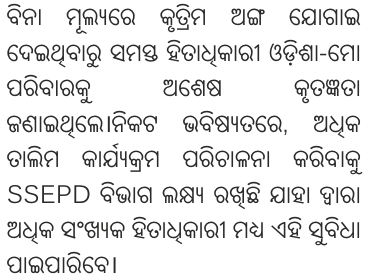 ବିନା ମୂଲ୍ୟରେ କୃତ୍ରିମ ଅଙ୍ଗ ଯୋଗାଇ
ଦେଇଥିବାରୁ ସମସ୍ତ ହିତାଧିକାରୀ ଓଡ଼ିଶା-ମୋ
ପରିବାରକୁ ଅଶେଷ କୃତଜ୍ଞତା
ଜଣାଇଥିଲେ।ନିକଟ ଭବିଷ୍ୟତରେ, ଅଧିକ
ତାଲିମ କାର୍ଯ୍ୟକ୍ରମ ପରିଚାଳନା କରିବାକୁ
SSEPD ବିଭାଗ ଲକ୍ଷ୍ୟ ରଖିଛି ଯାହା ଦ୍ୱାରା
ଅଧିକ ସଂଖ୍ୟକ ହିତାଧିକାରୀ ମଧ୍ୟ ଏହି ସୁବିଧା
ପାଇପାରିବେ।